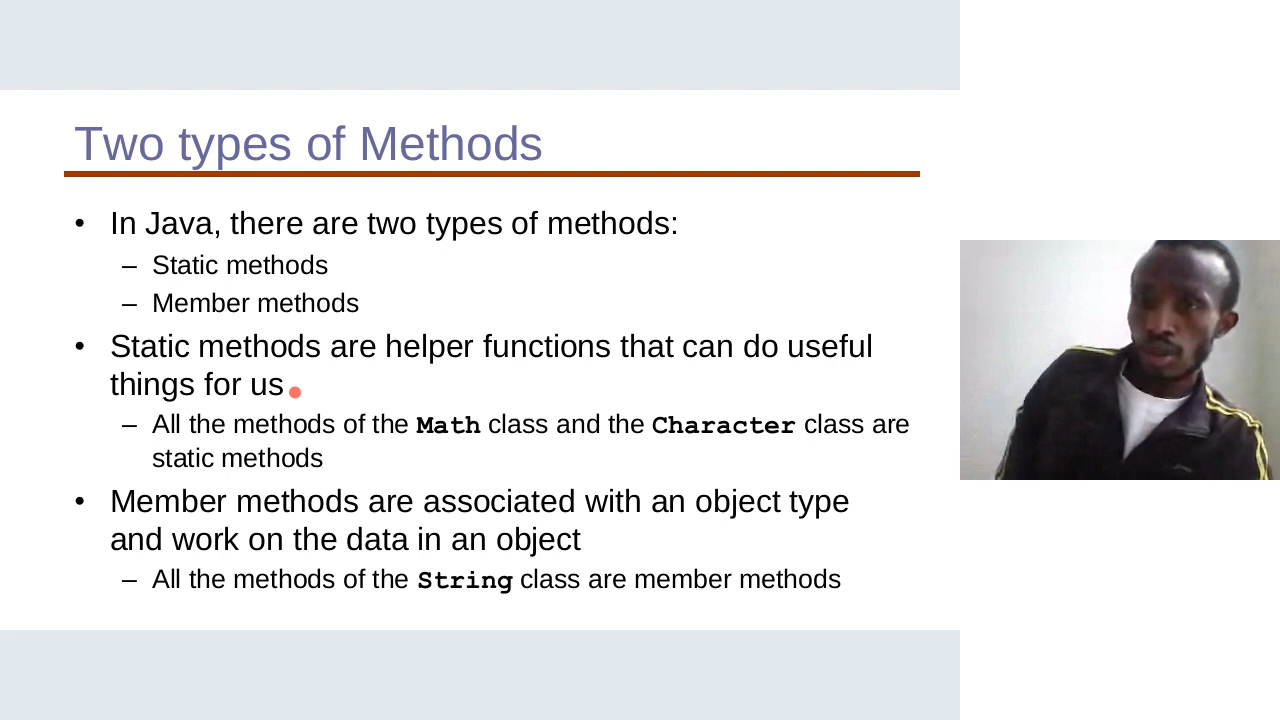 Two types of Methods
• In Java, there are two types of methods:
– Static methods
– Member methods
• Static methods are helper functions that can do useful
things for us
– All the methods of the Math class and the Character class are
static methods
• Member methods are associated with an object type
and work on the data in an object
– All the methods of the String class are member methods